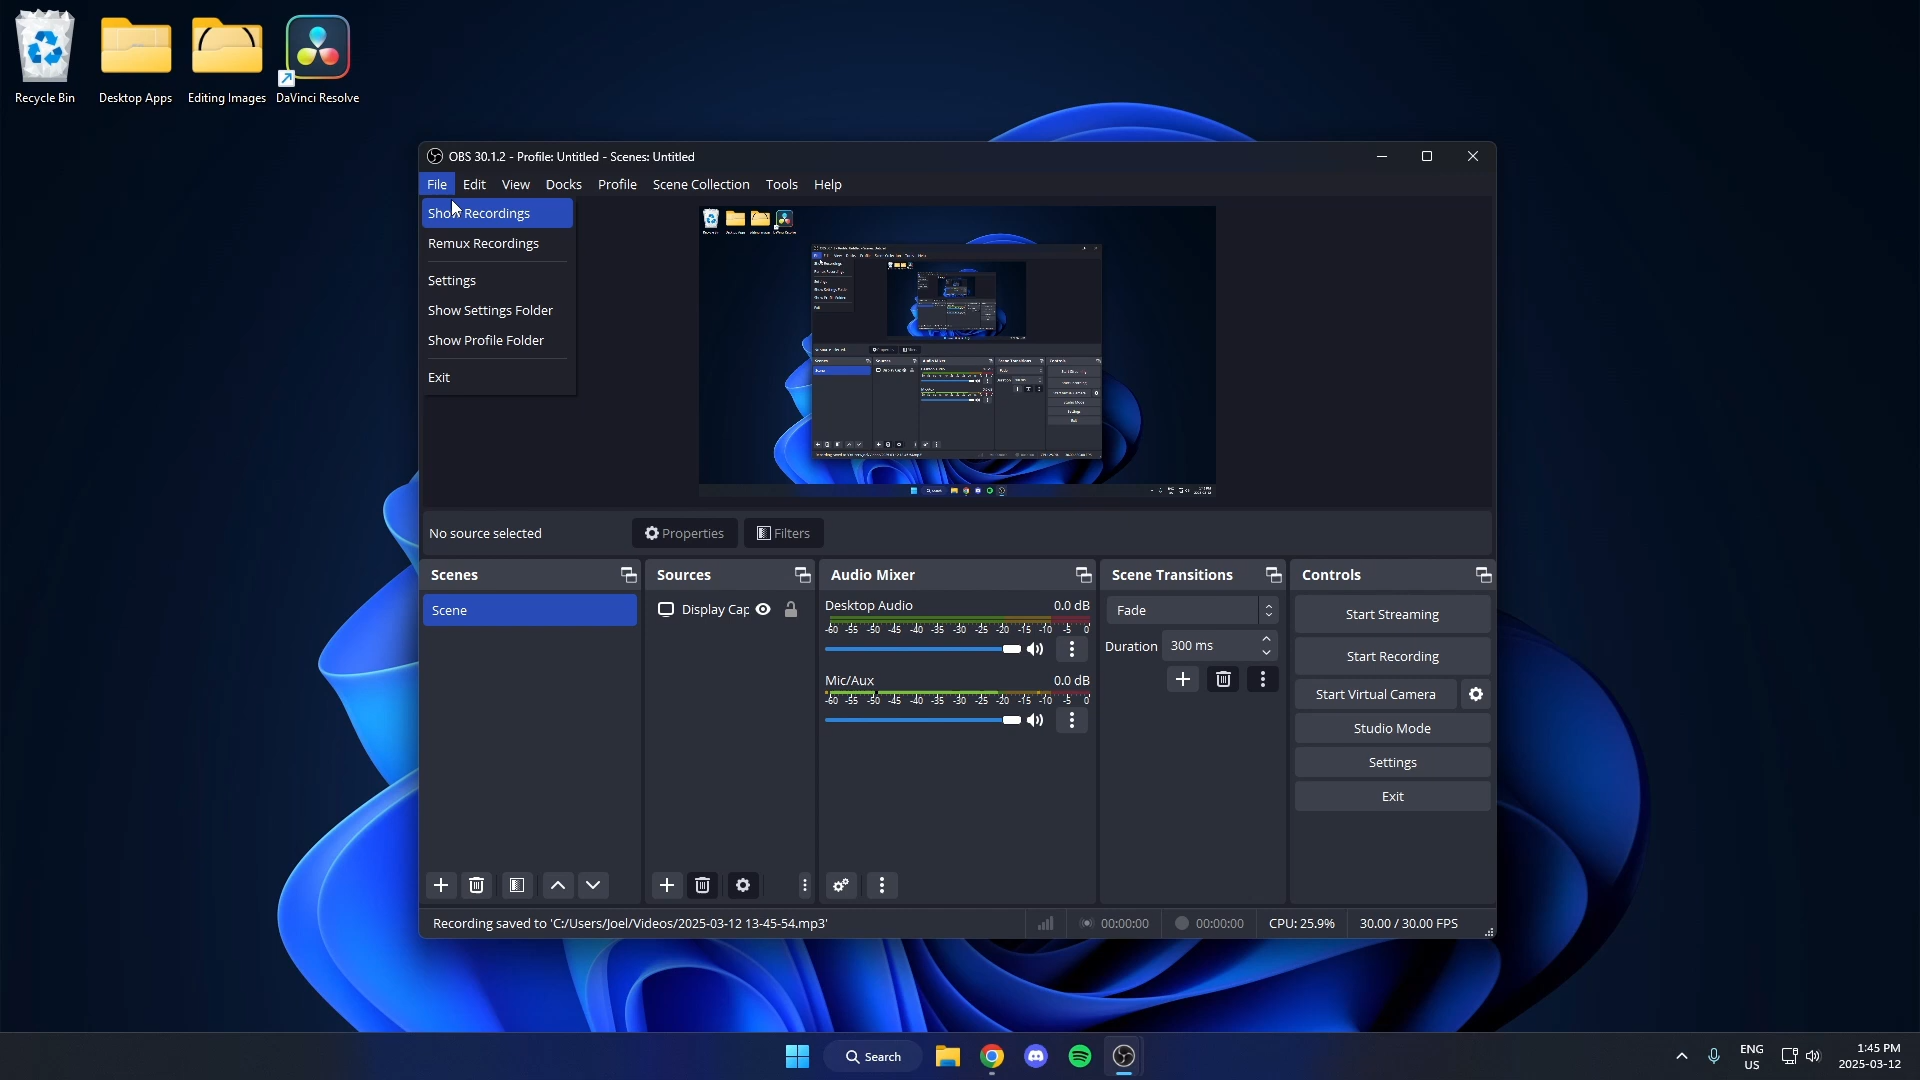 Recycle Bin
Desktop Apps
Editing Images
DaVinci Resolve
OBS 30.1.2 - Profile: Untitled - Scenes: Untitled
File Edit View Docks Profile Scene Collection Tools Help
Show Recordings
Remux Recordings
Settings
Show Settings Folder
Show Profile Folder
Exit
No source selected
Properties
Filters
Scenes
Scene
Sources
Display Cap
Audio Mixer
Desktop Audio 0.0 dB
-60 -55 -50 -45 -40 -35 -30 -25 -20 -15 -10 -5 0
Mic/Aux 0.0 dB
-60 -55 -50 -45 -40 -35 -30 -25 -20 -15 -10 -5 0
Scene Transitions
Fade
Duration 300 ms
Controls
Start Streaming
Start Recording
Start Virtual Camera
Studio Mode
Settings
Exit
Recording saved to 'C:/Users/Joel/Videos/2025-03-12 13-45-54.mp3'
00:00:00
00:00:00
CPU: 25.9%
30.00 / 30.00 FPS
Search
ENG
US
1:45 PM
2025-03-12